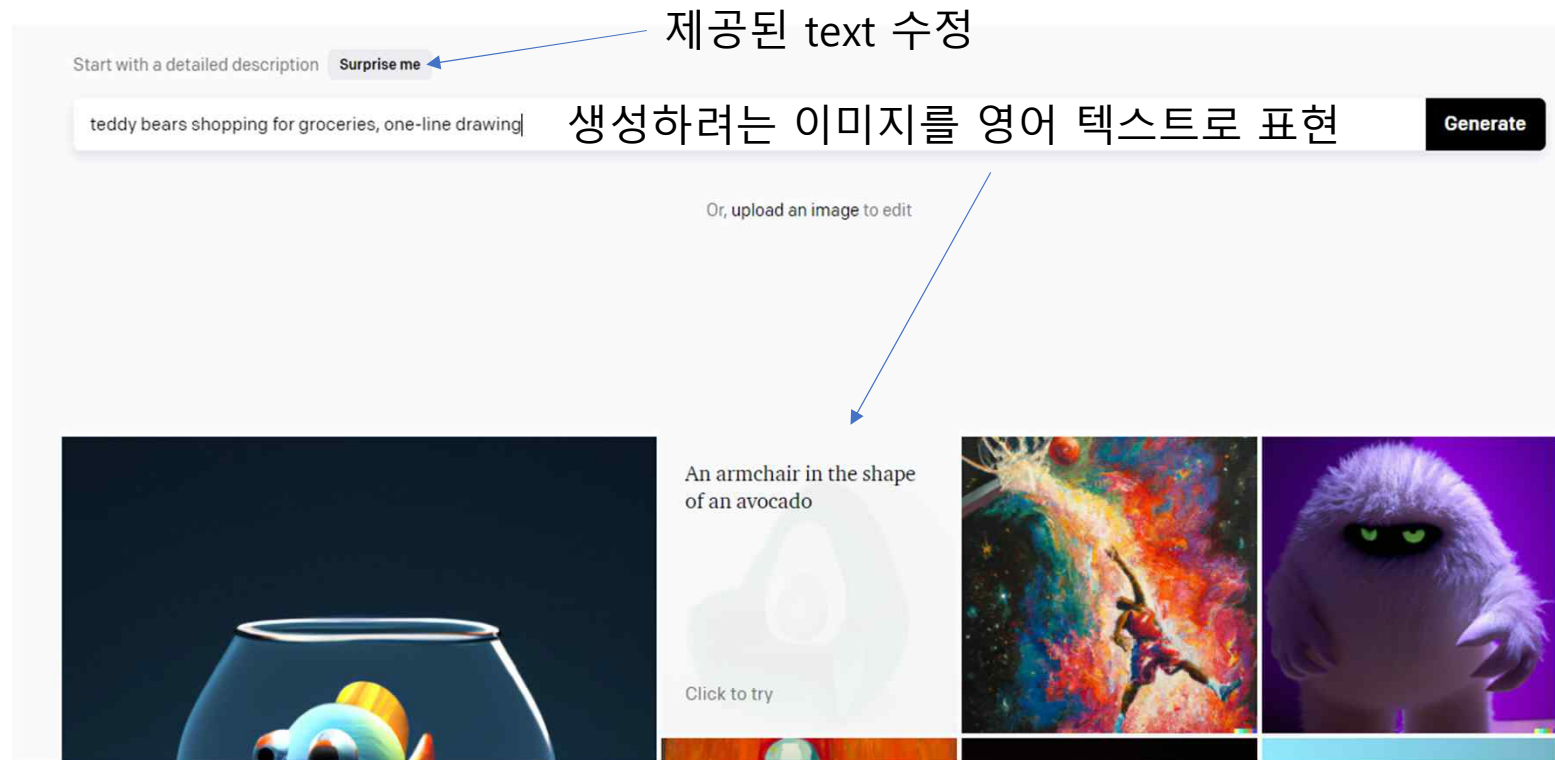 제공된 text 수정
Start with a detailed description Surprise me
teddy bears shopping for groceries, one-line drawing
생성하려는 이미지를 영어 텍스트로 표현
Generate
Or, upload an image to edit
An armchair in the shape
of an avocado
Click to try